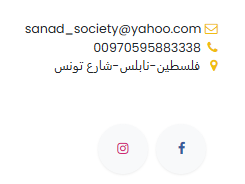 sanad_society@yahoo.com
00970595883338
فلسطين-نابلس-شارع تونس